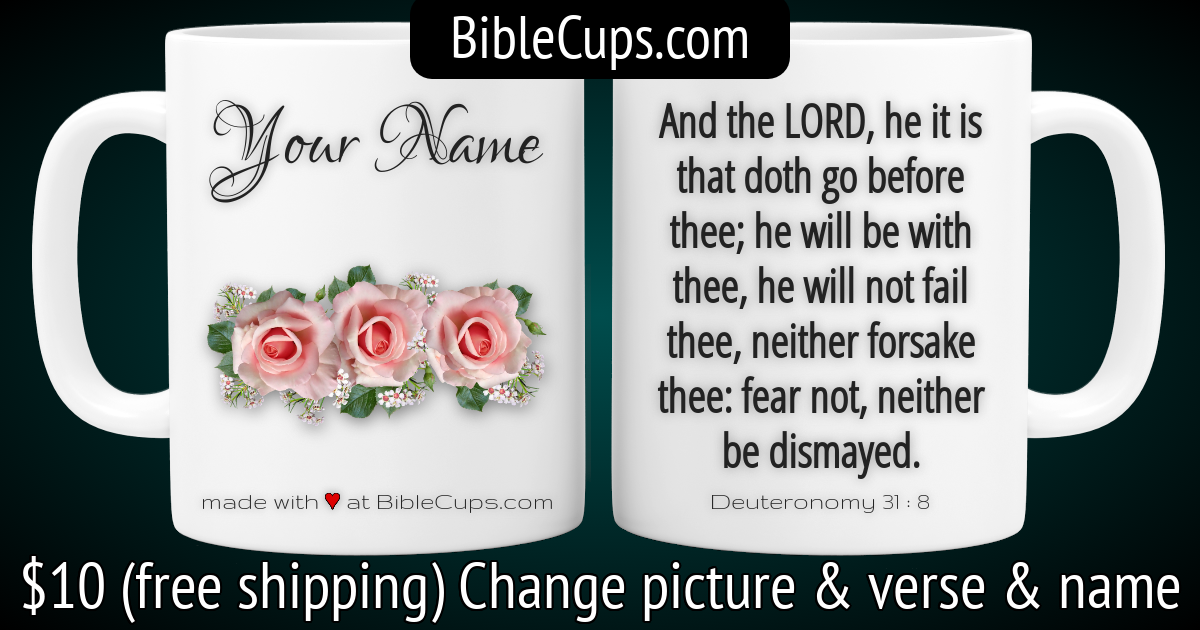 BibleCups.com
Your Name
made with ♥ at BibleCups.com
And the LORD, he it is
that doth go before
thee; he will be with
thee, he will not fail
thee, neither forsake
thee: fear not, neither
be dismayed.
Deuteronomy 31 : 8
$10 (free shipping) Change picture & verse & name